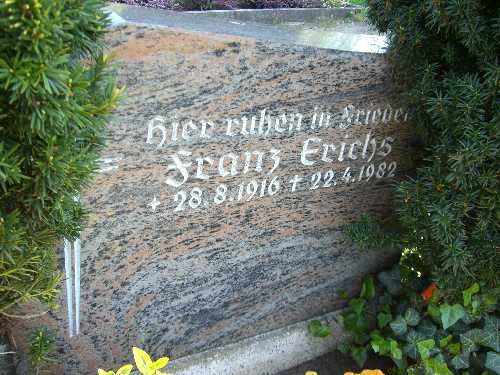 Hier ruhen in Frieden
Franz Erichs
* 28.8.1916 † 22.4.1982